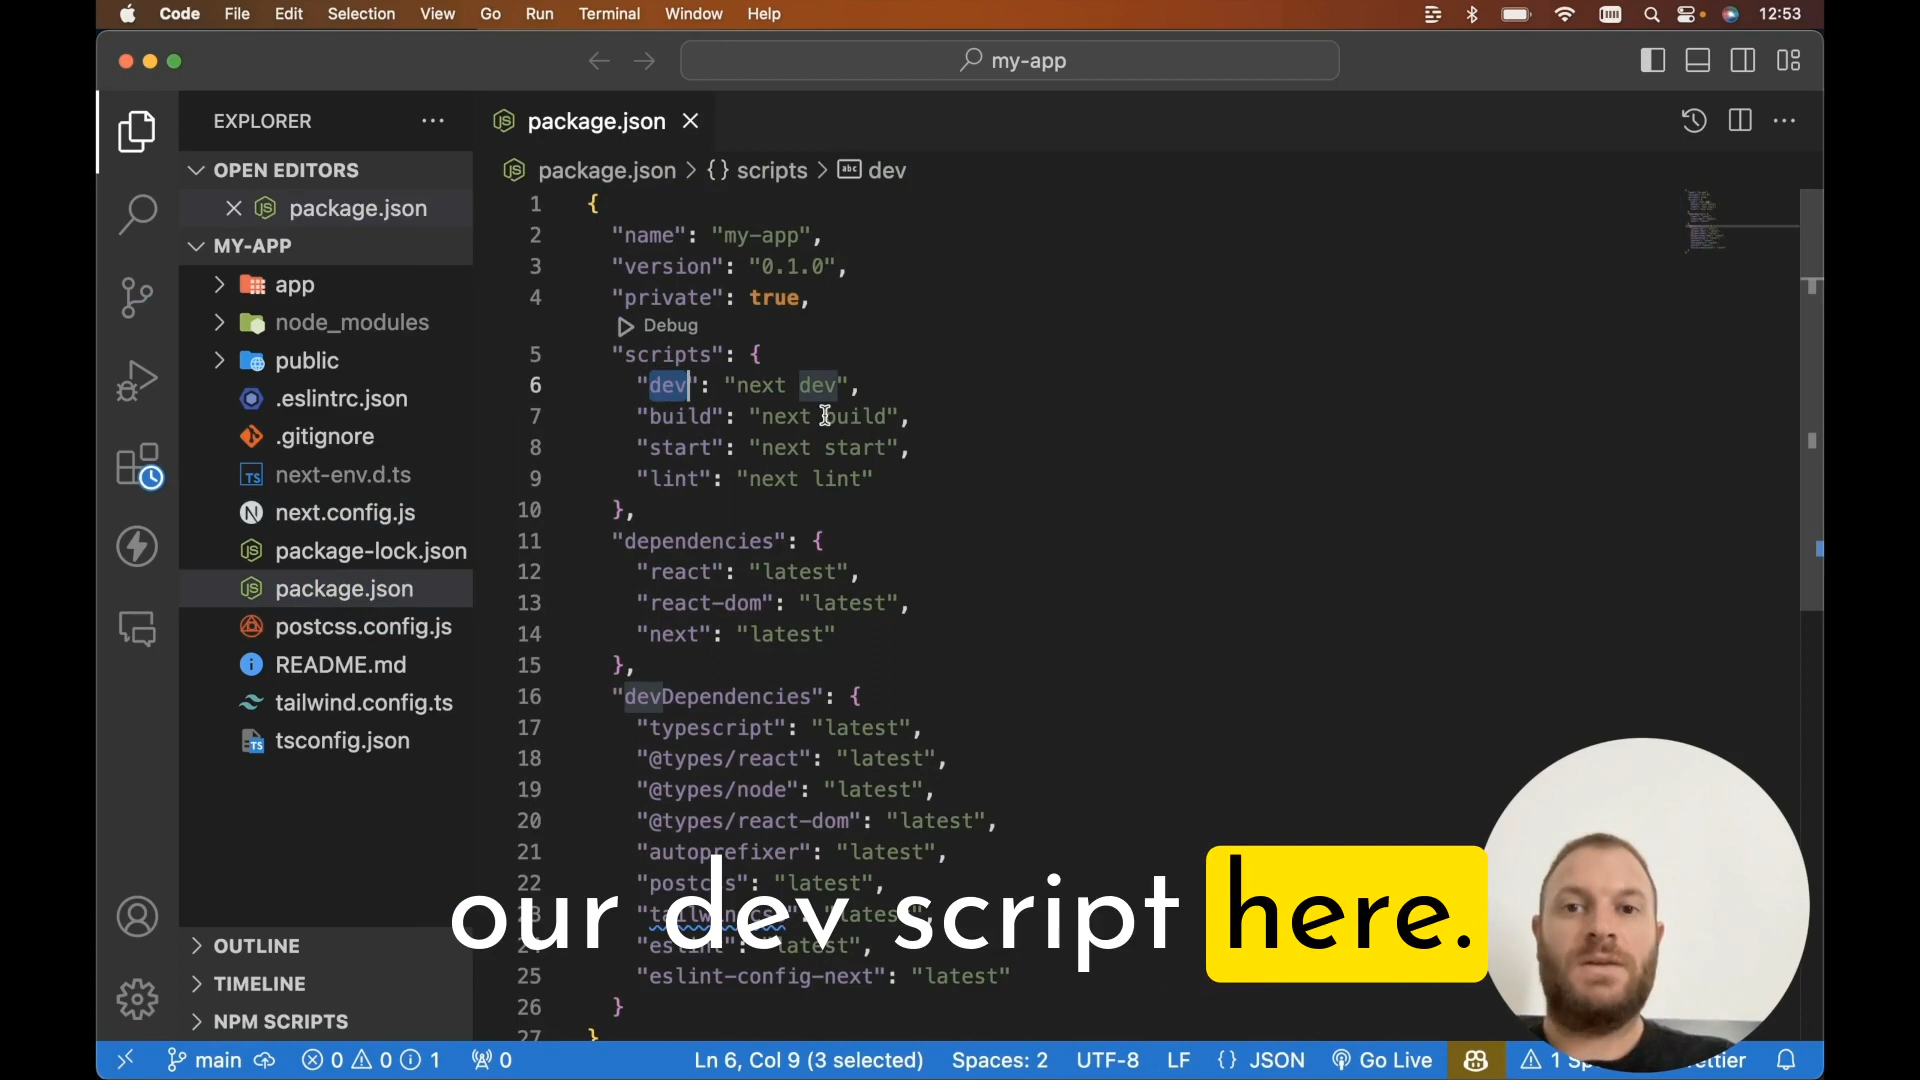 Code File Edit Selection View Go Run Terminal Window Help 12:53
my-app
EXPLORER
OPEN EDITORS
package.json
MY-APP
app
node_modules
public
.eslintrc.json
.gitignore
next-env.d.ts
next.config.js
package-lock.json
package.json
postcss.config.js
README.md
tailwind.config.ts
tsconfig.json
OUTLINE
TIMELINE
NPM SCRIPTS
package.json
package.json > {} scripts > abc dev
1 {
2 "name": "my-app",
3 "version": "0.1.0",
4 "private": true,
Debug
5 "scripts": {
6 "dev": "next dev",
7 "build": "next build",
8 "start": "next start",
9 "lint": "next lint"
10 },
11 "dependencies": {
12 "react": "latest",
13 "react-dom": "latest",
14 "next": "latest"
15 },
16 "devDependencies": {
17 "typescript": "latest",
18 "@types/react": "latest",
19 "@types/node": "latest",
20 "@types/react-dom": "latest",
21 "autoprefixer": "latest",
22 "postcss": "latest",
23 "tailwindcss": "latest",
24 "eslint": "latest",
25 "eslint-config-next": "latest"
26 }
27 }
our dev script here.
main 0 0 1 0 Ln 6, Col 9 (3 selected) Spaces: 2 UTF-8 LF {} JSON Go Live 1